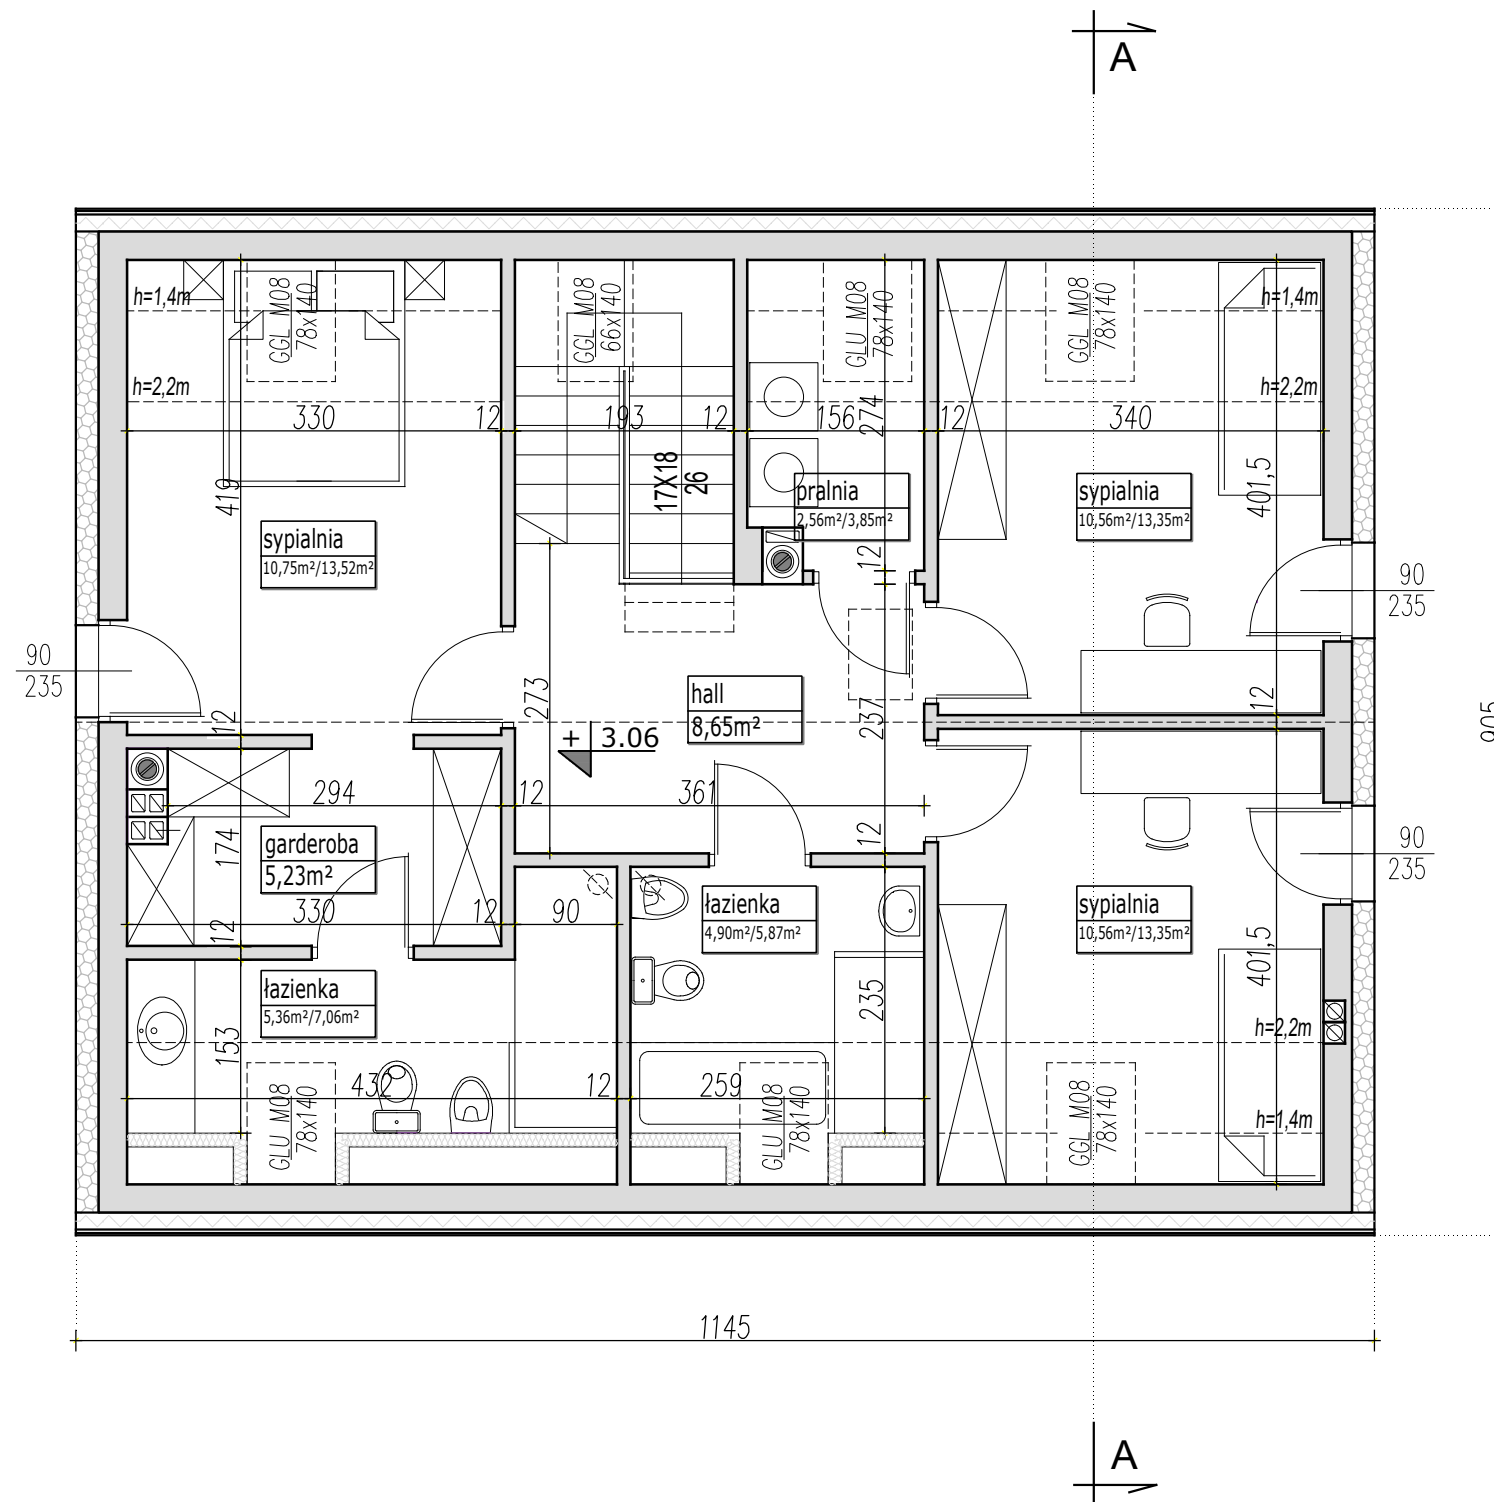 A
h=1,4m
GGL M08
78x140
GGL M08
66x140
GLU M08
78x140
GGL M08
78x140
h=1,4m
h=2,2m
h=2,2m
330
12
193
12
156
274
12
340
419
17X18
26
401,5
pralnia
2,56m²/3,85m²
sypialnia
10,56m²/13,35m²
sypialnia
10,75m²/13,52m²
12
90
235
90
235
273
hall
8,65m²
237
12
12
905
+ 3.06
294
12
361
12
174
garderoba
5,23m²
90
235
330
12
90
12
łazienka
4,90m²/5,87m²
sypialnia
10,56m²/13,35m²
401,5
łazienka
5,36m²/7,06m²
153
235
h=2,2m
432
12
259
GLU M08
78x140
GLU M08
78x140
GGL M08
78x140
h=1,4m
1145
A